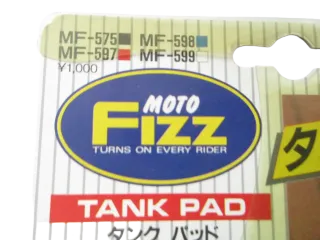 MF-575 MF-598
MF-597 MF-599
¥1,000
MOTO
FIZZ
TURNS ON EVERY RIDER
タ
TANK PAD
タンク パッド